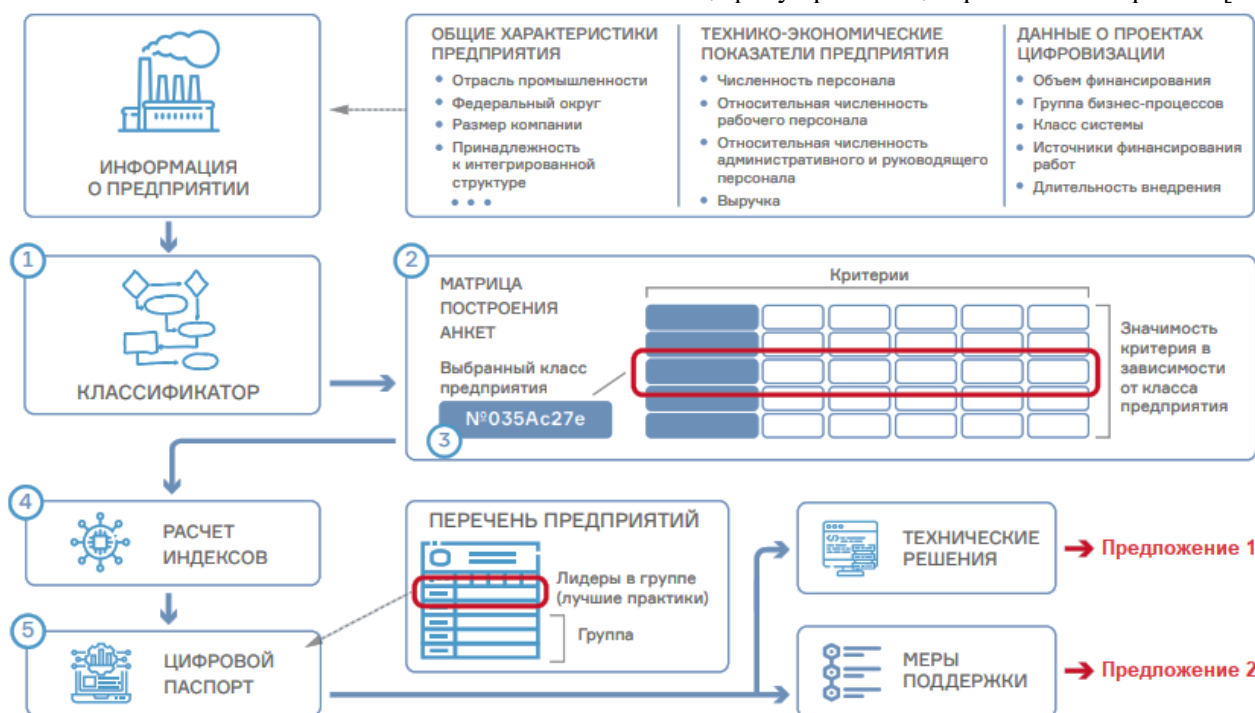 ИНФОРМАЦИЯ
О ПРЕДПРИЯТИИ
ОБЩИЕ ХАРАКТЕРИСТИКИ
ПРЕДПРИЯТИЯ
• Отрасль промышленности
• Федеральный округ
• Размер компании
• Принадлежность
к интегрированной
структуре
• • •
ТЕХНИКО-ЭКОНОМИЧЕСКИЕ
ПОКАЗАТЕЛИ ПРЕДПРИЯТИЯ
• Численность персонала
• Относительная численность
рабочего персонала
• Относительная численность
административного и руководящего
персонала
• Выручка
ДАННЫЕ О ПРОЕКТАХ
ЦИФРОВИЗАЦИИ
• Объем финансирования
• Группа бизнес-процессов
• Класс системы
• Источники финансирования
работ
• Длительность внедрения
1
КЛАССИФИКАТОР
2
МАТРИЦА
ПОСТРОЕНИЯ
АНКЕТ
Выбранный класс
предприятия
№035Ac27e
3
Критерии
Значимость
критерия в
зависимости
от класса
предприятия
4
РАСЧЕТ
ИНДЕКСОВ
5
ЦИФРОВОЙ
ПАСПОРТ
ПЕРЕЧЕНЬ ПРЕДПРИЯТИЙ
Лидеры в группе
(лучшие практики)
Группа
ТЕХНИЧЕСКИЕ
РЕШЕНИЯ
Предложение 1
МЕРЫ
ПОДДЕРЖКИ
Предложение 2